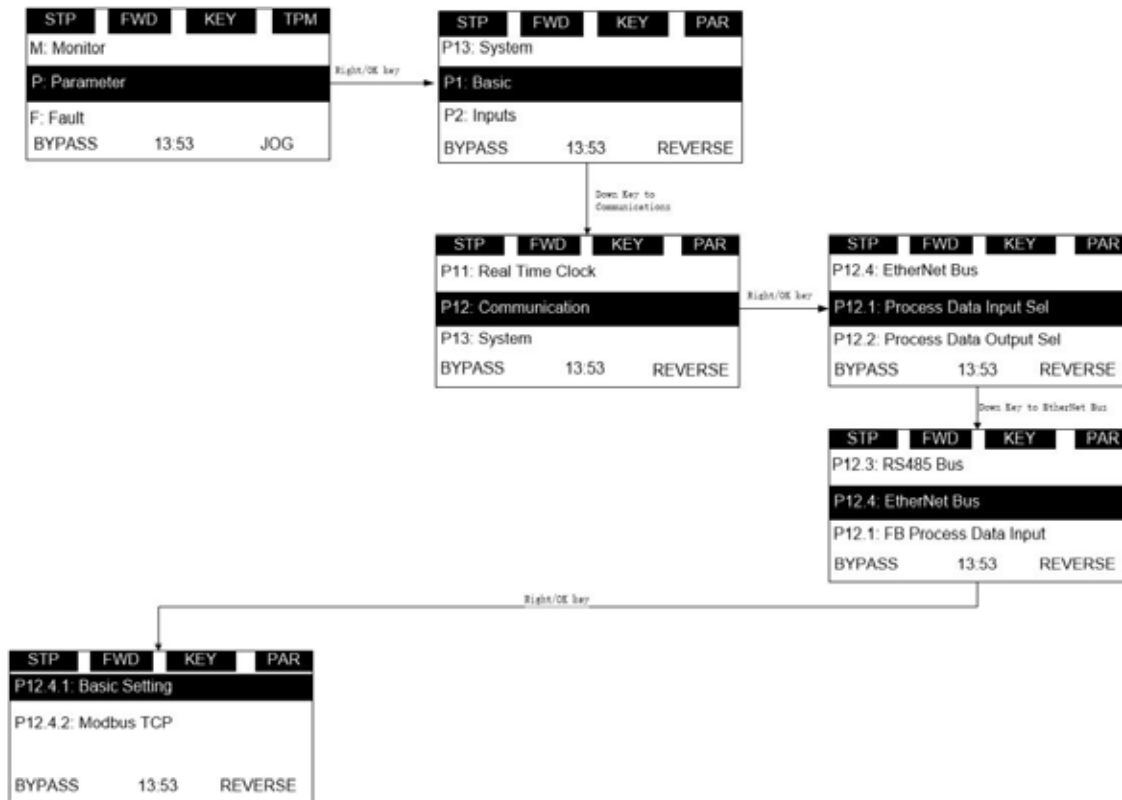 STP FWD KEY TPM
M: Monitor
P: Parameter
F: Fault
BYPASS 13:53 JOG
Right/OK key
STP FWD KEY PAR
P13: System
P1: Basic
P2: Inputs
BYPASS 13:53 REVERSE
Down Key to
Communications
STP FWD KEY PAR
P11: Real Time Clock
P12: Communication
P13: System
BYPASS 13:53 REVERSE
Right/OK key
STP FWD KEY PAR
P12.4: EtherNet Bus
P12.1: Process Data Input Sel
P12.2: Process Data Output Sel
BYPASS 13:53 REVERSE
Down Key to EtherNet Bus
STP FWD KEY PAR
P12.3: RS485 Bus
P12.4: EtherNet Bus
P12.1: FB Process Data Input
BYPASS 13:53 REVERSE
Right/OK key
STP FWD KEY PAR
P12.4.1: Basic Setting
P12.4.2: Modbus TCP
BYPASS 13:53 REVERSE